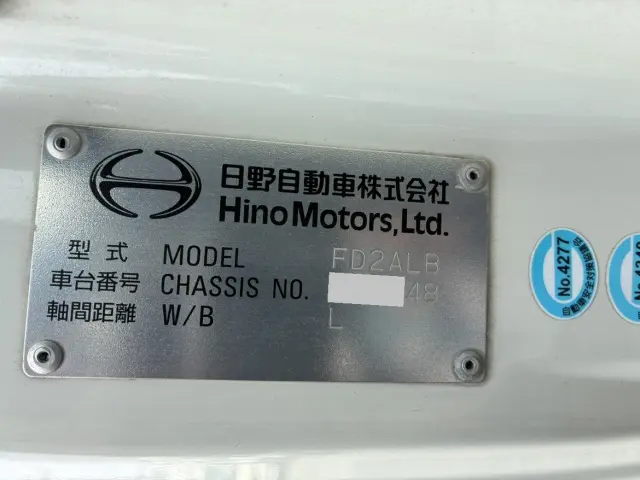 日野自動車株式会社
Hino Motors, Ltd.
型式 MODEL FD2ALB
車台番号 CHASSIS NO. 48
軸間距離 W/B L
No.4277